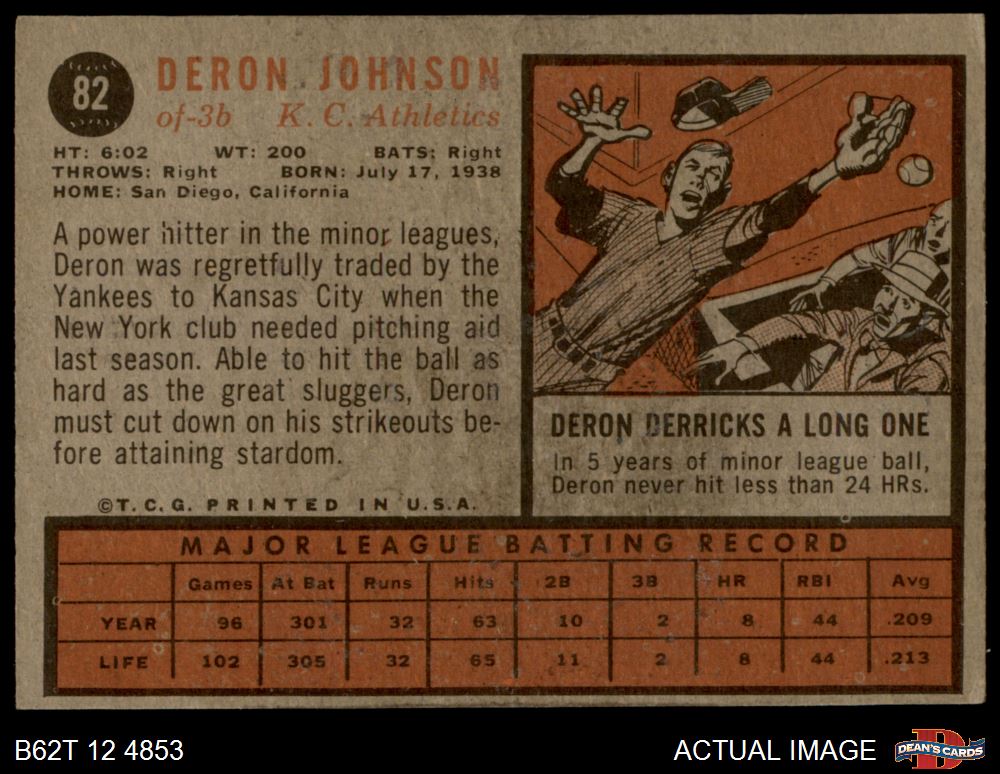 82
DERON JOHNSON
of-3b K. C. Athletics
HT: 6:02 WT: 200 BATS: Right
THROWS: Right BORN: July 17, 1938
HOME: San Diego, California
A power hitter in the minor leagues,
Deron was regretfully traded by the
Yankees to Kansas City when the
New York club needed pitching aid
last season. Able to hit the ball as
hard as the great sluggers, Deron
must cut down on his strikeouts be-
fore attaining stardom.
©T. C. G. PRINTED IN U.S.A.
DERON DERRICKS A LONG ONE
In 5 years of minor league ball,
Deron never hit less than 24 HRs.
MAJOR LEAGUE BATTING RECORD
Games At Bat Runs Hits 2B 3B HR RBI Avg
YEAR 96 301 32 63 10 2 8 44 .209
LIFE 102 305 32 65 11 2 8 44 .213
B62T 12 4853
ACTUAL IMAGE
D
DEAN'S CARDS